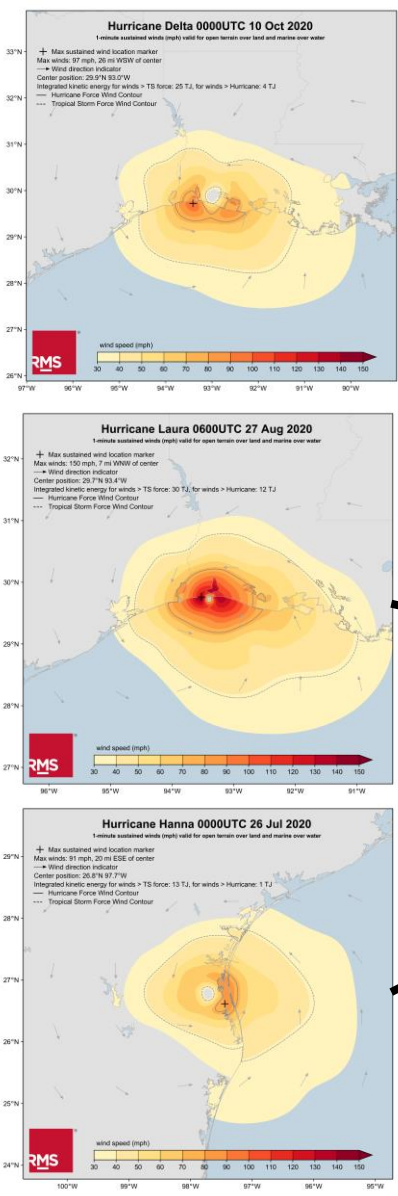 Hurricane Delta 0000UTC 10 Oct 2020
1-minute sustained winds (mph) valid for open terrain over land and marine over water
Max sustained wind location marker
Max winds: 97 mph, 26 mi WSW of center
Wind direction indicator
Center position: 29.9°N 93.0°W
Integrated kinetic energy for winds > TS force: 25 TJ, for winds > Hurricane: 4 TJ
Hurricane Force Wind Contour
Tropical Storm Force Wind Contour
33°N
32°N
31°N
30°N
29°N
28°N
27°N
26°N
RMS
wind speed (mph)
30 40 50 60 70 80 90 100 110 120 130 140 150
97°W 96°W 95°W 94°W 93°W 92°W 91°W 90°W
Hurricane Laura 0600UTC 27 Aug 2020
1-minute sustained winds (mph) valid for open terrain over land and marine over water
Max sustained wind location marker
Max winds: 150 mph, 7 mi WNW of center
Wind direction indicator
Center position: 29.7°N 93.4°W
Integrated kinetic energy for winds > TS force: 30 TJ, for winds > Hurricane: 12 TJ
Hurricane Force Wind Contour
Tropical Storm Force Wind Contour
32°N
31°N
30°N
29°N
28°N
27°N
RMS
wind speed (mph)
30 40 50 60 70 80 90 100 110 120 130 140 150
96°W 95°W 94°W 93°W 92°W 91°W
Hurricane Hanna 0000UTC 26 Jul 2020
1-minute sustained winds (mph) valid for open terrain over land and marine over water
Max sustained wind location marker
Max winds: 91 mph, 20 mi ESE of center
Wind direction indicator
Center position: 26.8°N 97.7°W
Integrated kinetic energy for winds > TS force: 13 TJ, for winds > Hurricane: 1 TJ
Hurricane Force Wind Contour
Tropical Storm Force Wind Contour
29°N
28°N
27°N
26°N
25°N
24°N
RMS
wind speed (mph)
30 40 50 60 70 80 90 100 110 120 130 140 150
100°W 99°W 98°W 97°W 96°W 95°W